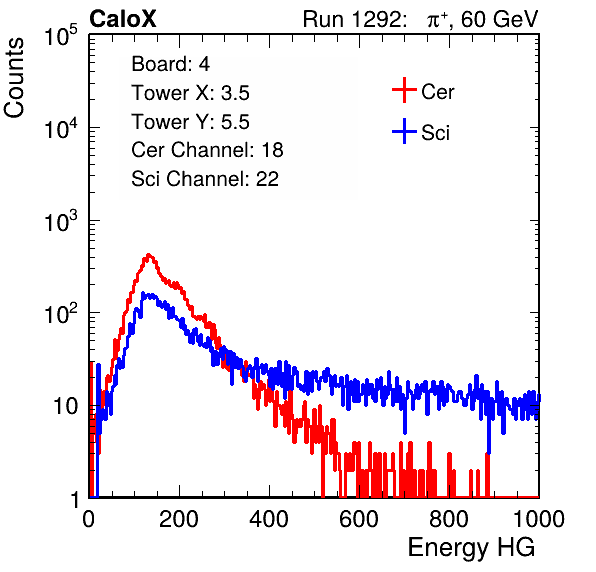 CaloX Run 1292: π⁺, 60 GeV
Counts
Board: 4
Tower X: 3.5
Tower Y: 5.5
Cer Channel: 18
Sci Channel: 22
Cer
Sci
10⁵
10⁴
10³
10²
10
1
0 200 400 600 800 1000
Energy HG